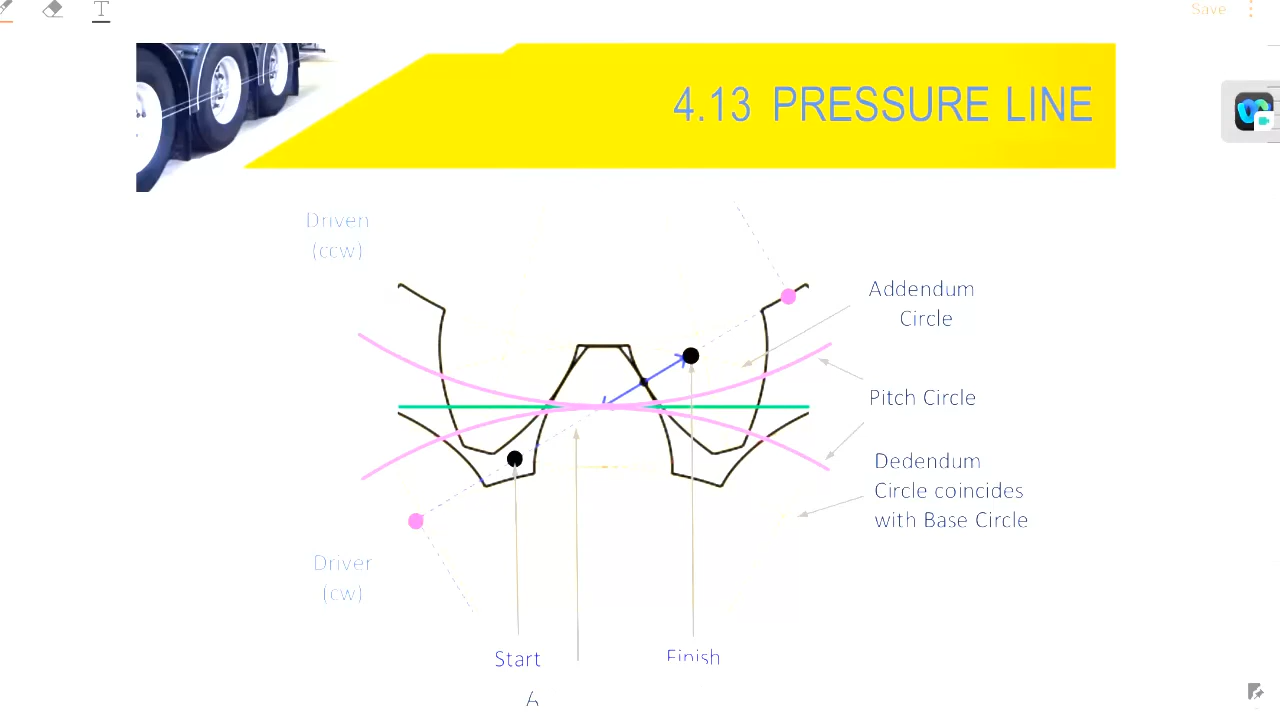 T
Save
4.13 PRESSURE LINE
Driven
(ccw)
Addendum
Circle
Pitch Circle
Dedendum
Circle coincides
with Base Circle
Driver
(cw)
Start
Finish